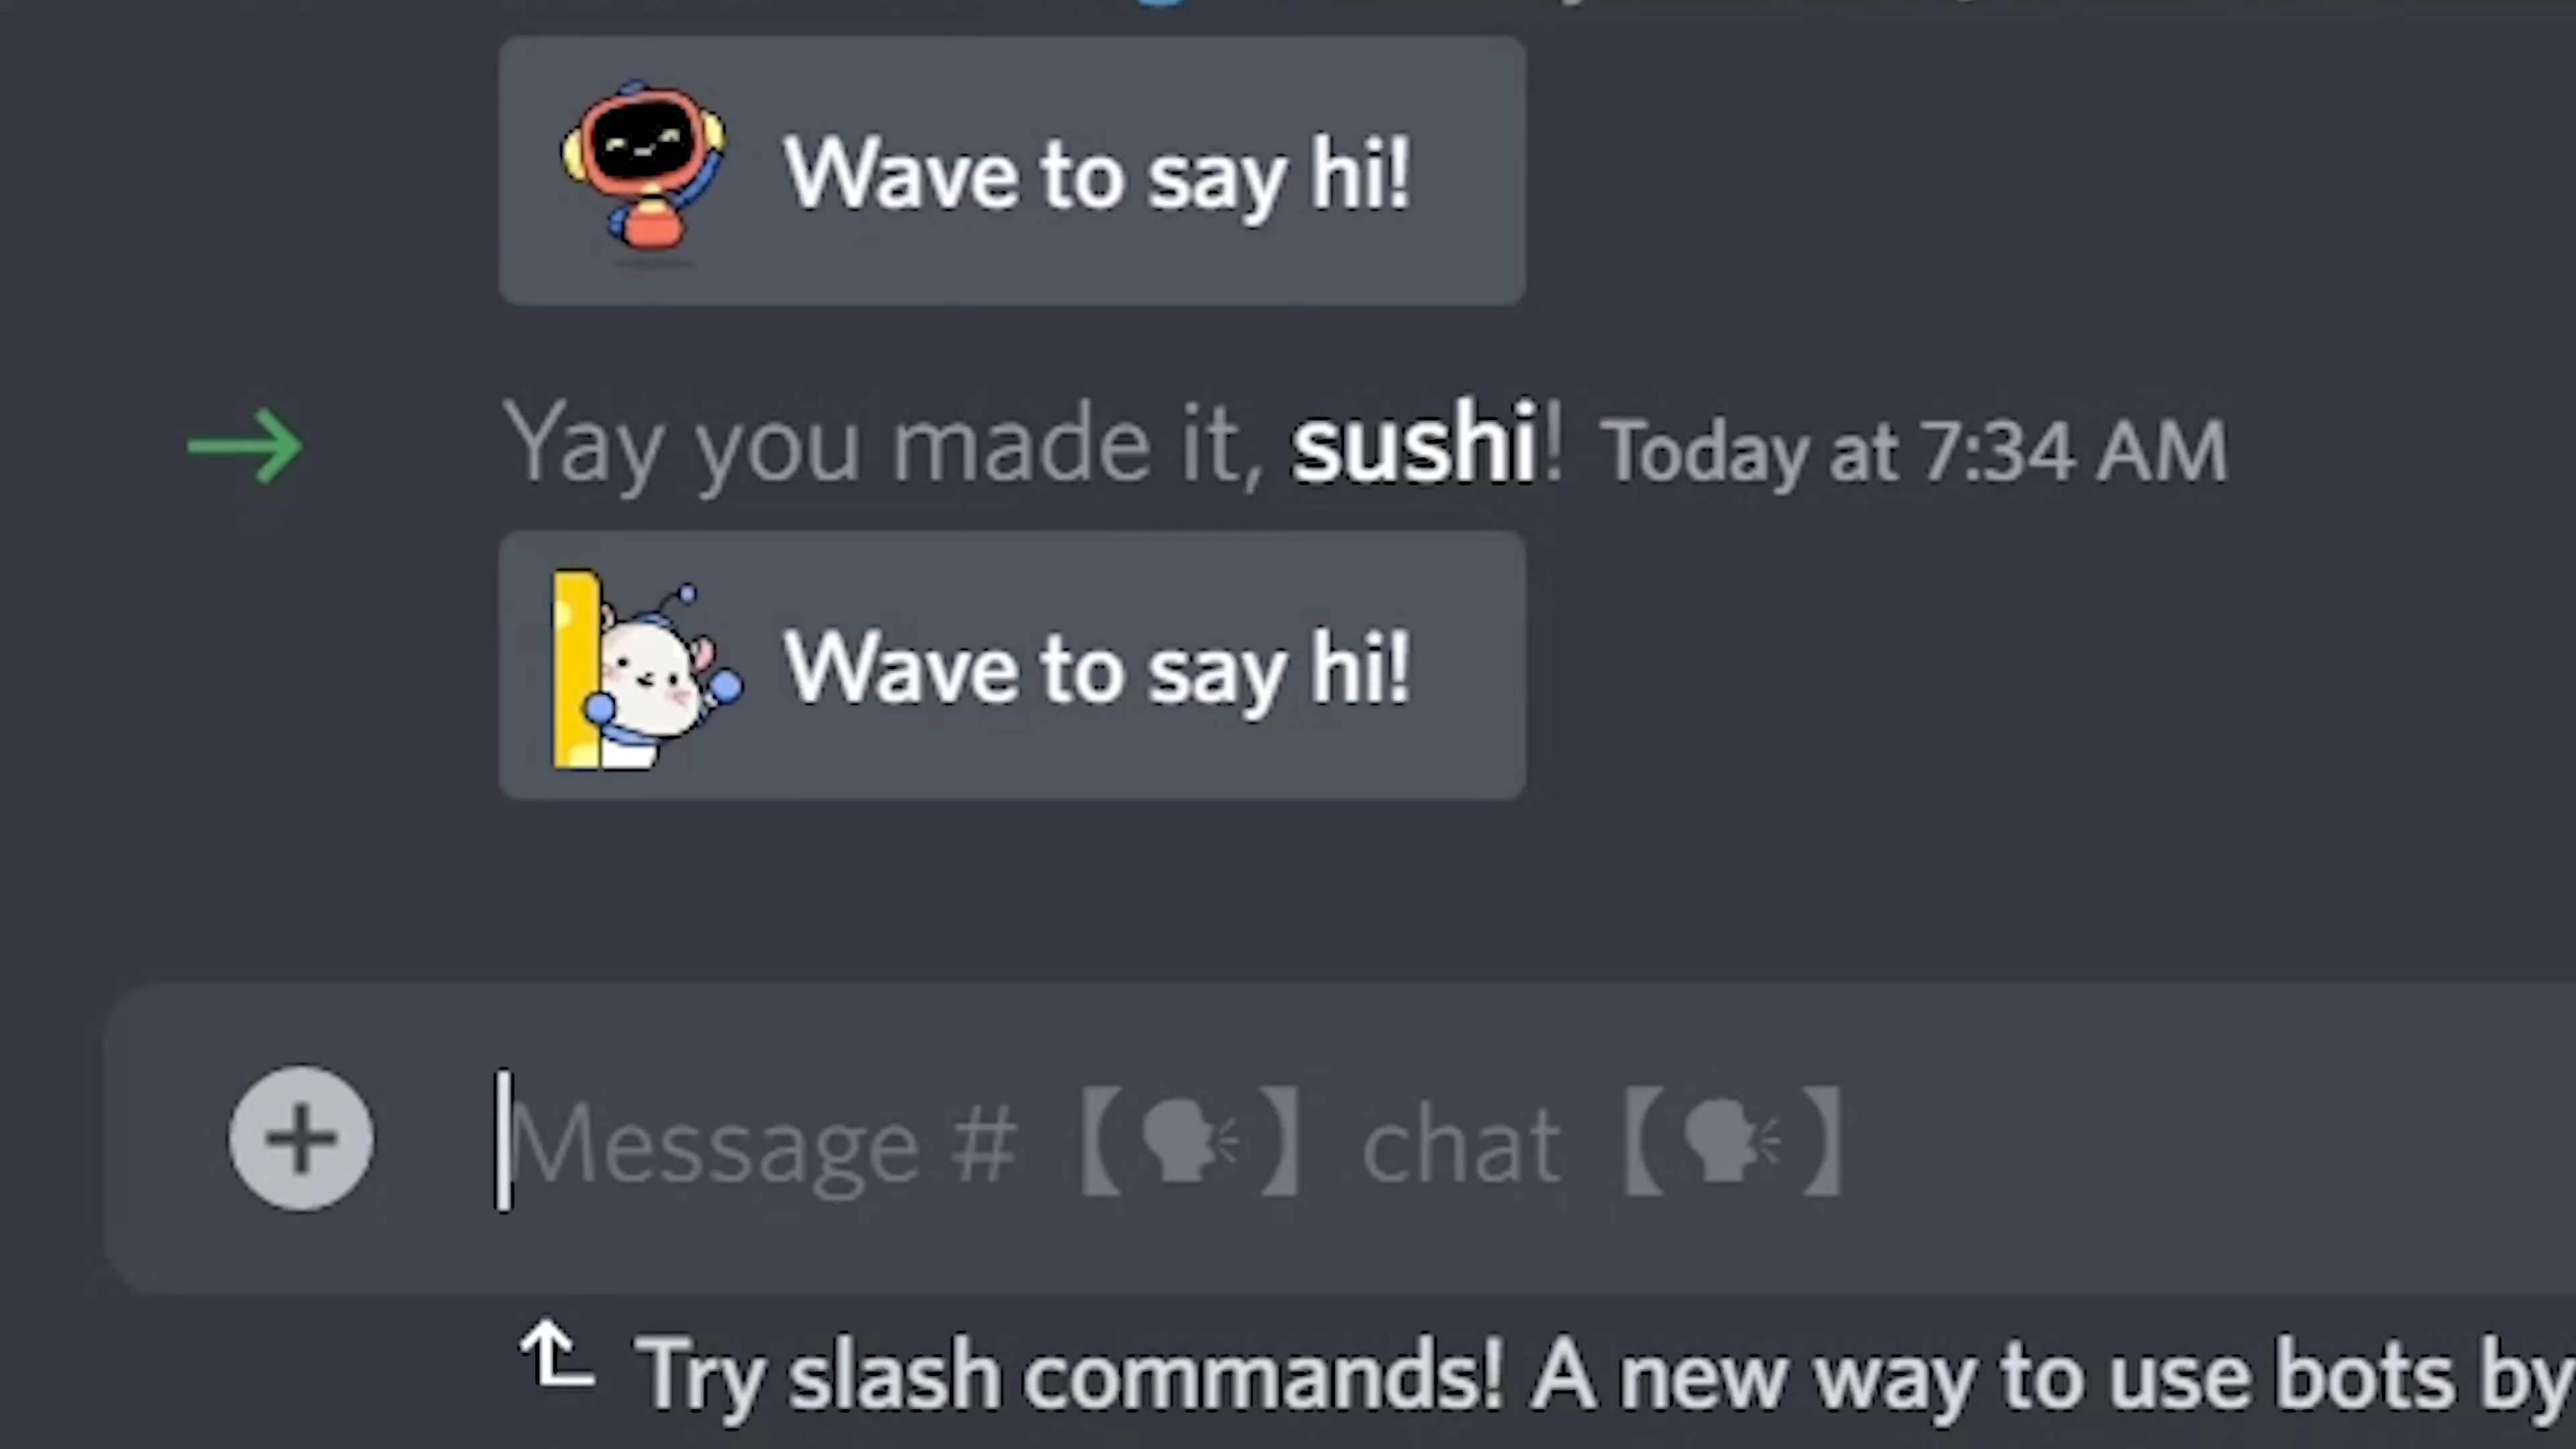 Wave to say hi!
Yay you made it, sushi! Today at 7:34 AM
Wave to say hi!
Message # 【🗣】 chat 【🗣】
Try slash commands! A new way to use bots by